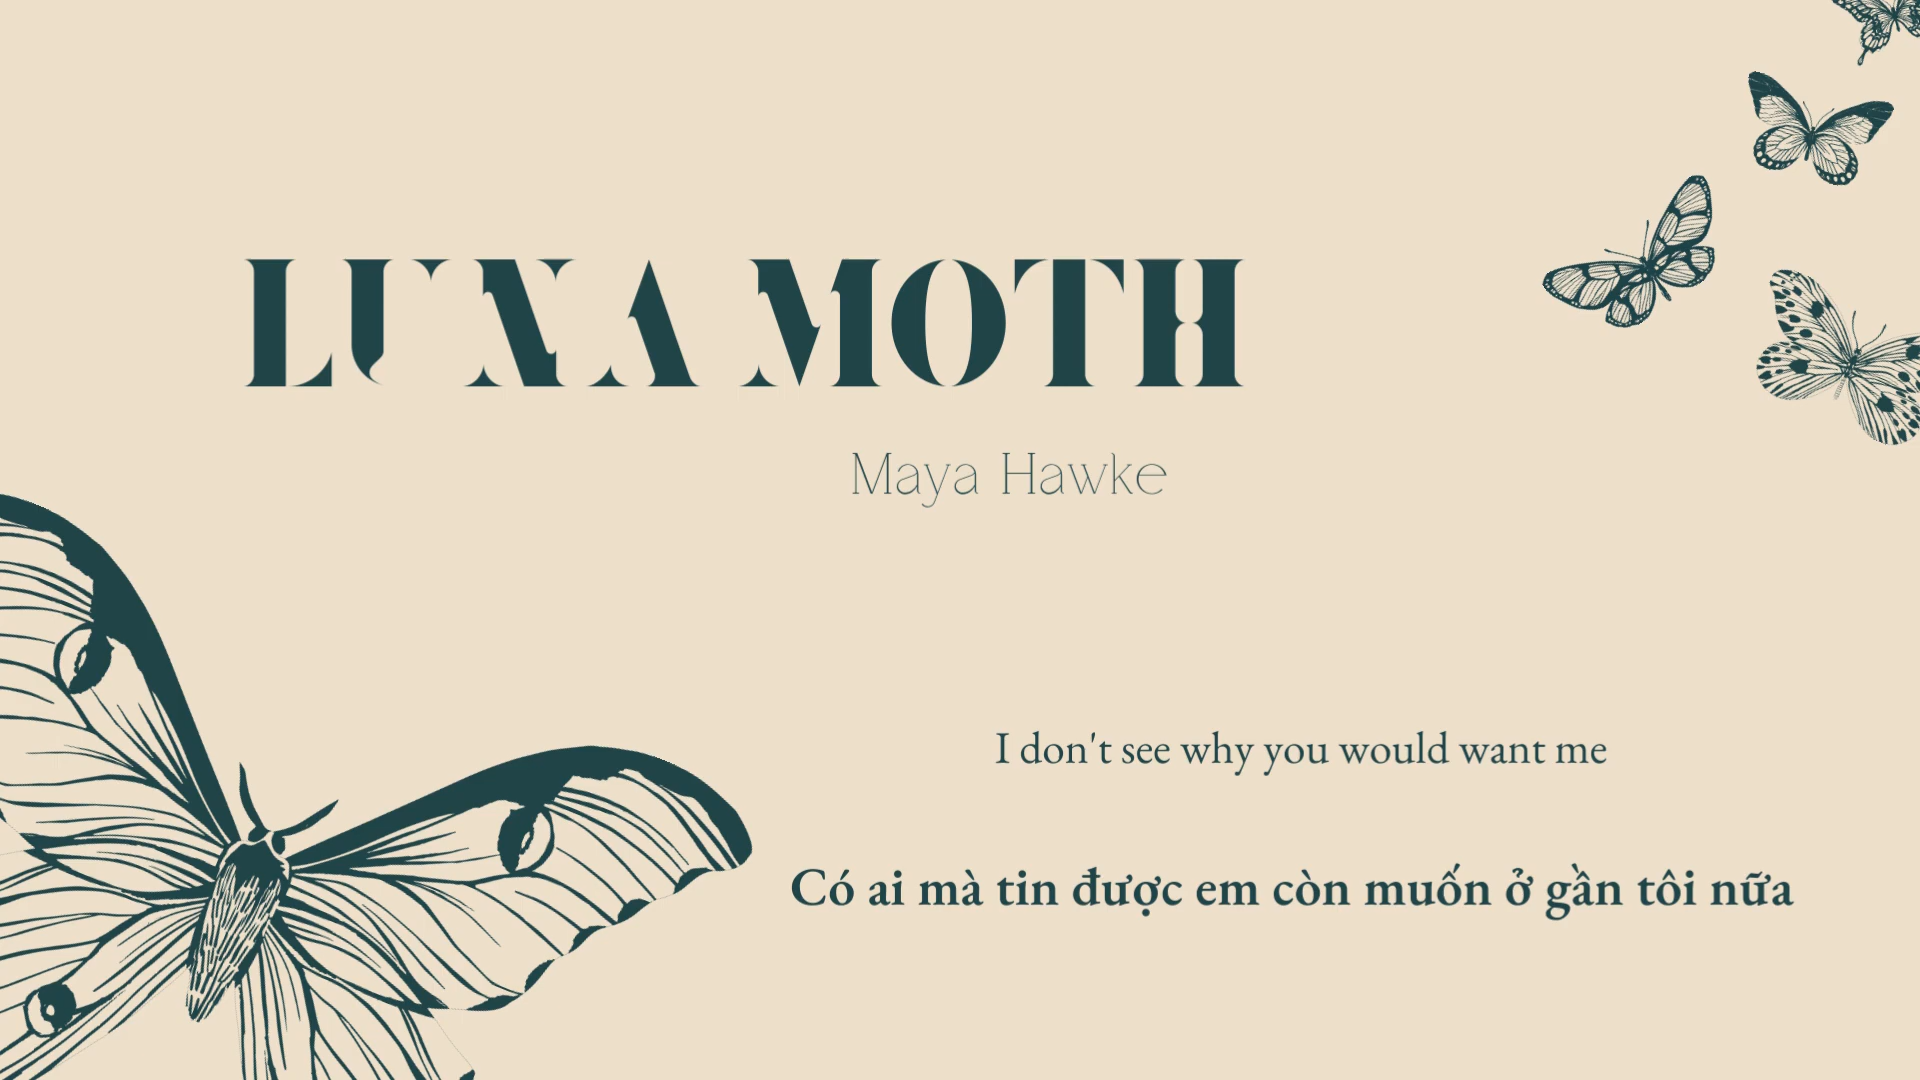 LUNA MOTH
Maya Hawke
I don't see why you would want me
Có ai mà tin được em còn muốn ở gần tôi nữa